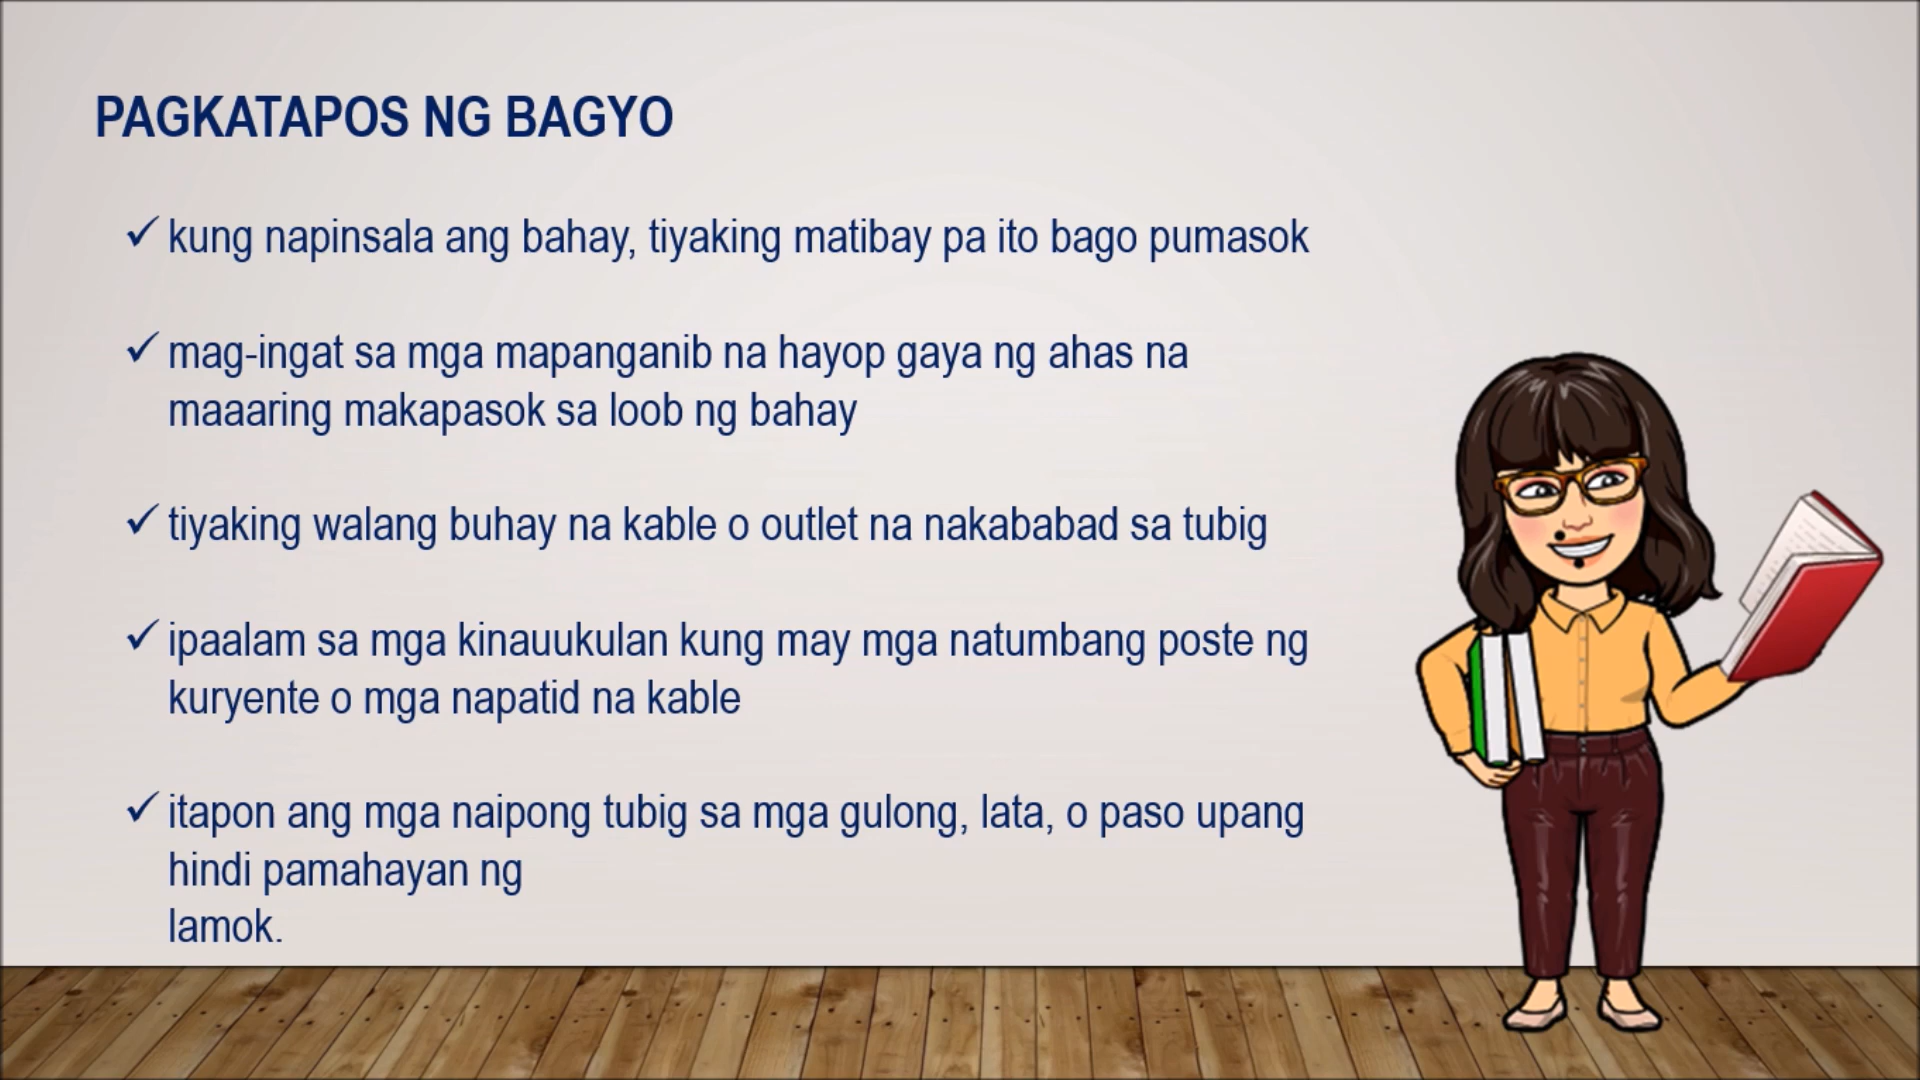 PAGKATAPOS NG BAGYO
✓ kung napinsala ang bahay, tiyaking matibay pa ito bago pumasok
✓ mag-ingat sa mga mapanganib na hayop gaya ng ahas na
maaaring makapasok sa loob ng bahay
✓ tiyaking walang buhay na kable o outlet na nakababad sa tubig
✓ ipaalam sa mga kinauukulan kung may mga natumbang poste ng
kuryente o mga napatid na kable
✓ itapon ang mga naipong tubig sa mga gulong, lata, o paso upang
hindi pamahayan ng
lamok.